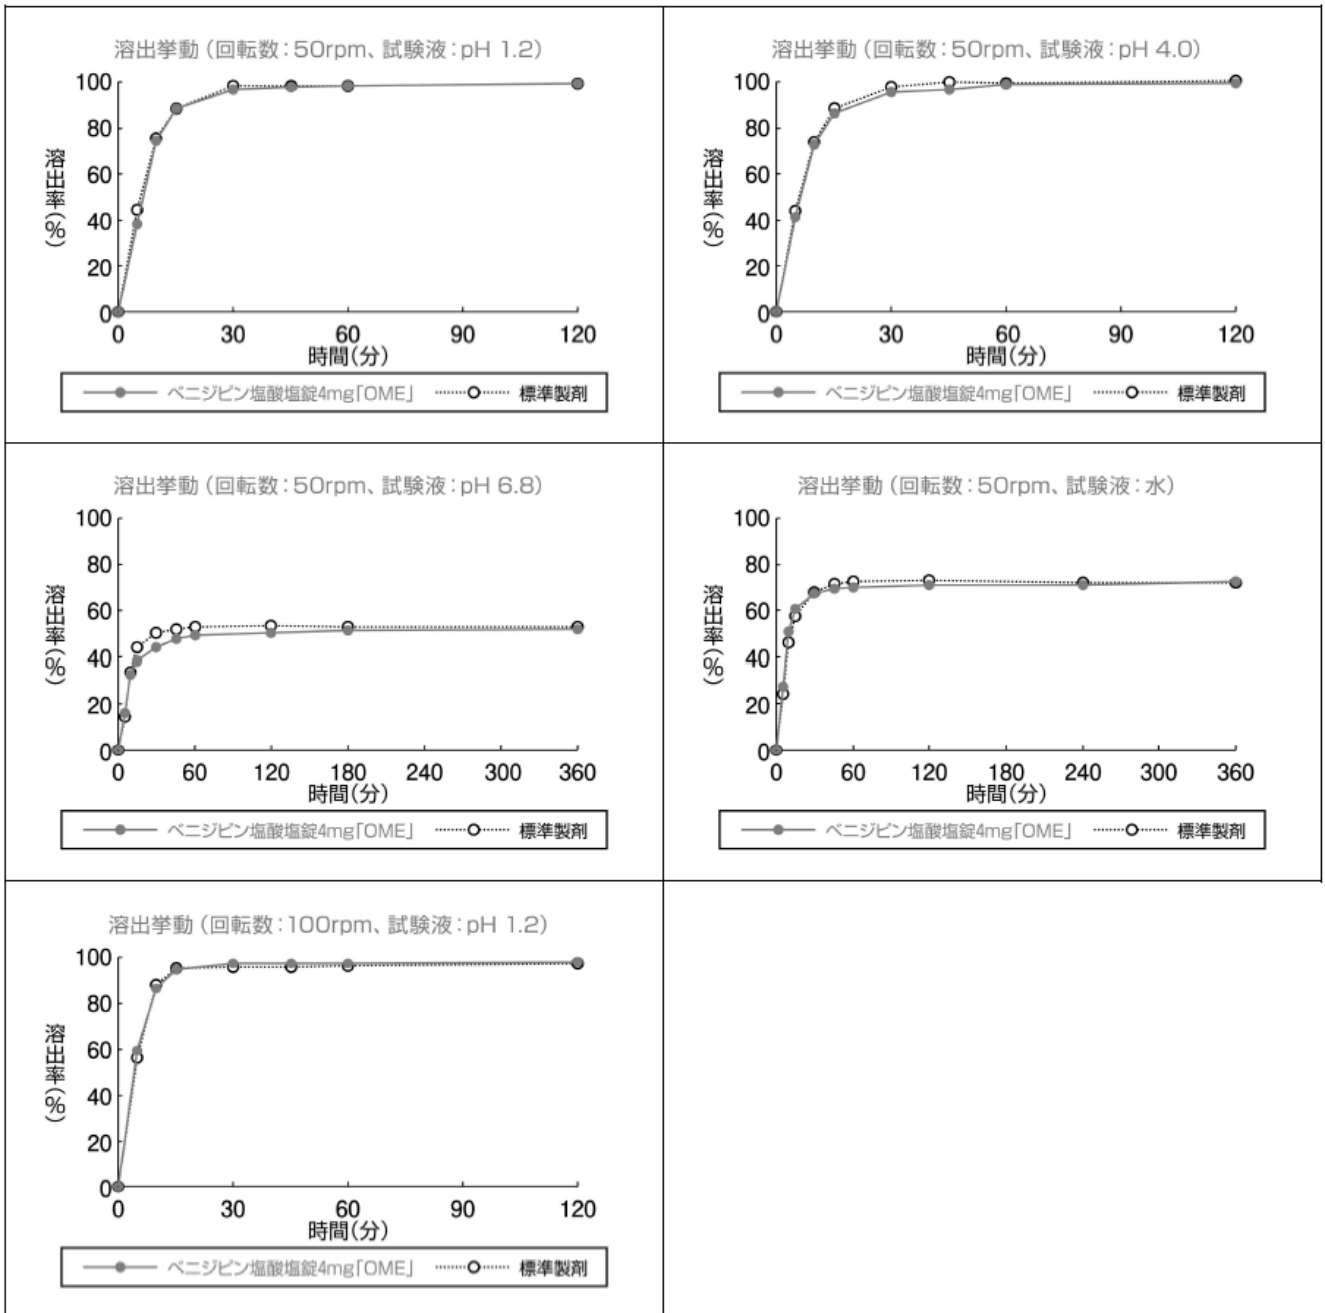 溶出挙動（回転数：50rpm、試験液：pH 1.2）
100
80
60
40
20
0
溶出率(%)
0 30 60 90 120
時間(分)
ベニジピン塩酸塩錠4mg｢OME｣ 標準製剤
溶出挙動（回転数：50rpm、試験液：pH 4.0）
100
80
60
40
20
0
溶出率(%)
0 30 60 90 120
時間(分)
ベニジピン塩酸塩錠4mg｢OME｣ 標準製剤
溶出挙動（回転数：50rpm、試験液：pH 6.8）
100
80
60
40
20
0
溶出率(%)
0 60 120 180 240 300 360
時間(分)
ベニジピン塩酸塩錠4mg｢OME｣ 標準製剤
溶出挙動（回転数：50rpm、試験液：水）
100
80
60
40
20
0
溶出率(%)
0 60 120 180 240 300 360
時間(分)
ベニジピン塩酸塩錠4mg｢OME｣ 標準製剤
溶出挙動（回転数：100rpm、試験液：pH 1.2）
100
80
60
40
20
0
溶出率(%)
0 30 60 90 120
時間(分)
ベニジピン塩酸塩錠4mg｢OME｣ 標準製剤